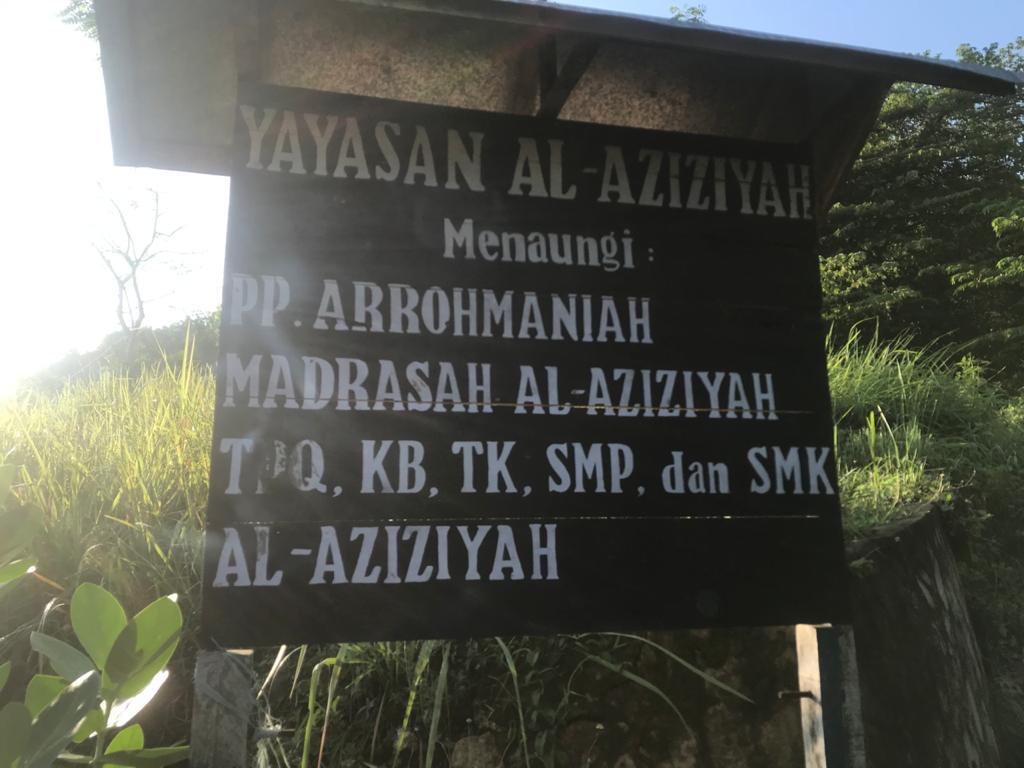 YAYASAN AL-AZIZIYAH
Menaungi :
PP. ARROHMANIAH
MADRASAH AL-AZIZIYAH
TPQ, KB, TK, SMP, dan SMK
AL-AZIZIYAH